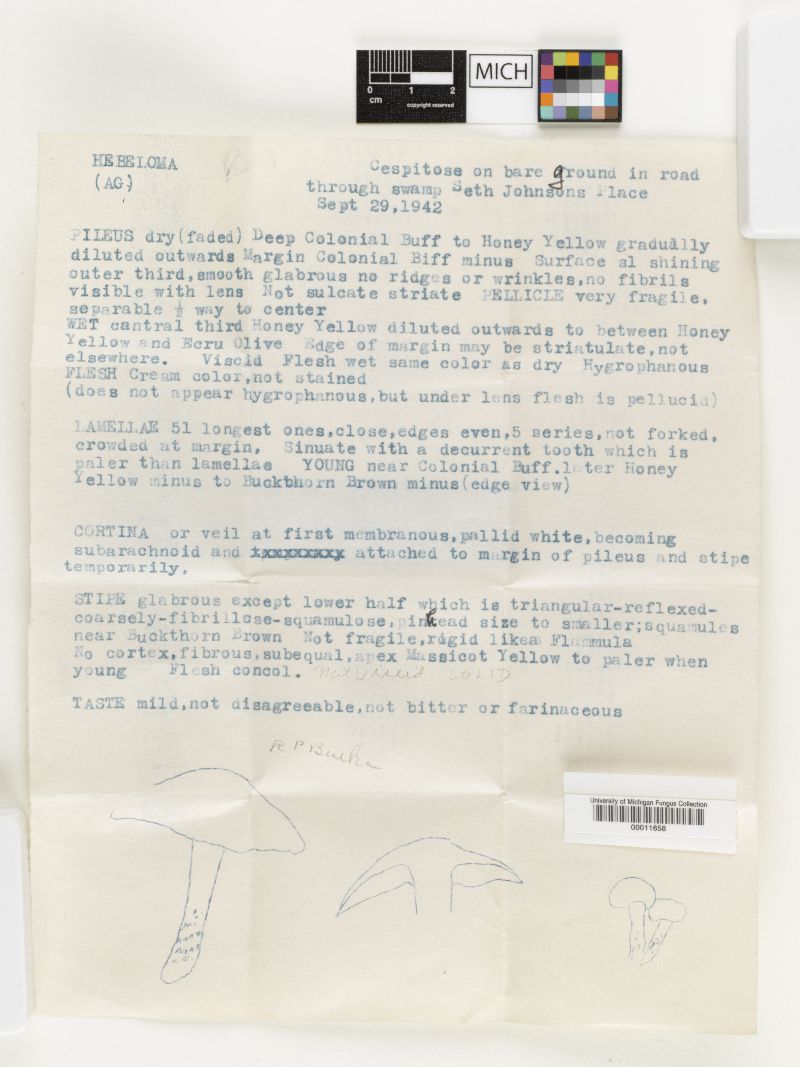 0 1 2
cm
copyright reserved
MICH
HEBELOMA
(AG)
Cespitose on bare ground in road
through swamp Seth Johnsons Place
Sept 29,1942
PILEUS dry(faded) Deep Colonial Buff to Honey Yellow gradually
diluted outwards Margin Colonial Biff minus Surface sl shining
outer third,smooth glabrous no ridges or wrinkles,no fibrils
visible with lens Not sulcate striate PELLICLE very fragile,
separable ½ way to center
WET cantral third Honey Yellow diluted outwards to between Honey
Yellow and Ecru Olive Edge of margin may be striatulate,not
elsewhere. Viscid Flesh wet same color as dry Hygrophanous
FLESH Cream color,not stained
(does not appear hygrophanous,but under lens flesh is pellucid)
LAMELLAE 51 longest ones,close,edges even,5 series,not forked,
crowded at margin, Sinuate with a decurrent tooth which is
paler than lamellae YOUNG near Colonial Buff.later Honey
Yellow minus to Buckthorn Brown minus(edge view)
CORTINA or veil at first membranous,pallid white,becoming
subarachnoid and attached to margin of pileus and stipe
temporarily,
STIPE glabrous except lower half which is triangular-reflexed-
coarsely-fibrillose-squamulose,pinhead size to smaller;squamules
near Buckthorn Brown Not fragile,rigid likea Flammula
No cortex,fibrous,subequal,apex Massicot Yellow to paler when
young Flesh concol. Not Viscid SOLID
TASTE mild,not disagreeable,not bitter or farinaceous
R P Burke
University of Michigan Fungus Collection
00011658